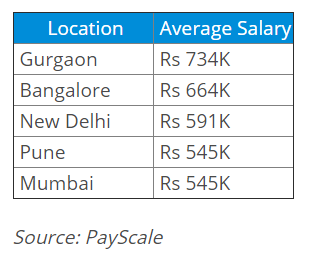 Location Average Salary
Gurgaon Rs 734K
Bangalore Rs 664K
New Delhi Rs 591K
Pune Rs 545K
Mumbai Rs 545K
Source: PayScale